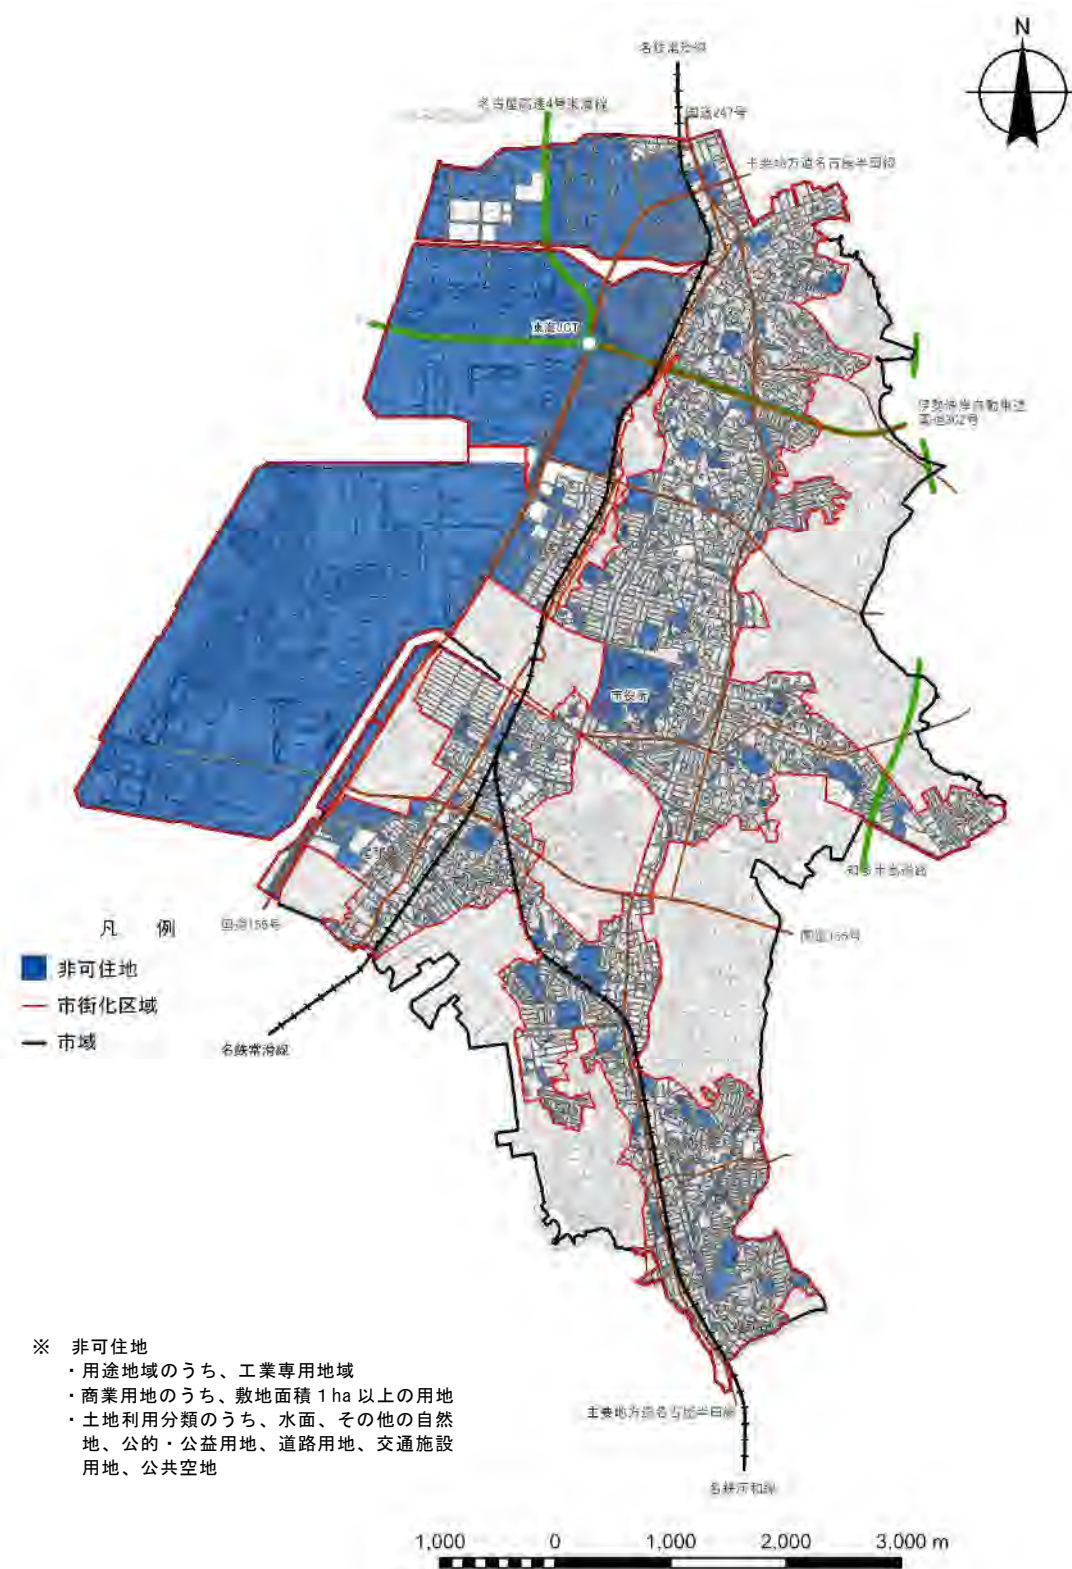 N
名鉄常滑線
名古屋高速4号東海線
国道247号
主要地方道名古屋半田線
東海JCT
伊勢湾岸自動車道
国道302号
市役所
知多半島道路
国道155号
国道155号
凡 例
非可住地
市街化区域
市域
名鉄常滑線
※ 非可住地
・用途地域のうち、工業専用地域
・商業用地のうち、敷地面積1ha以上の用地
・土地利用分類のうち、水面、その他の自然
地、公的・公益用地、道路用地、交通施設
用地、公共空地
主要地方道名古屋半田線
名鉄河和線
1,000 0 1,000 2,000 3,000 m